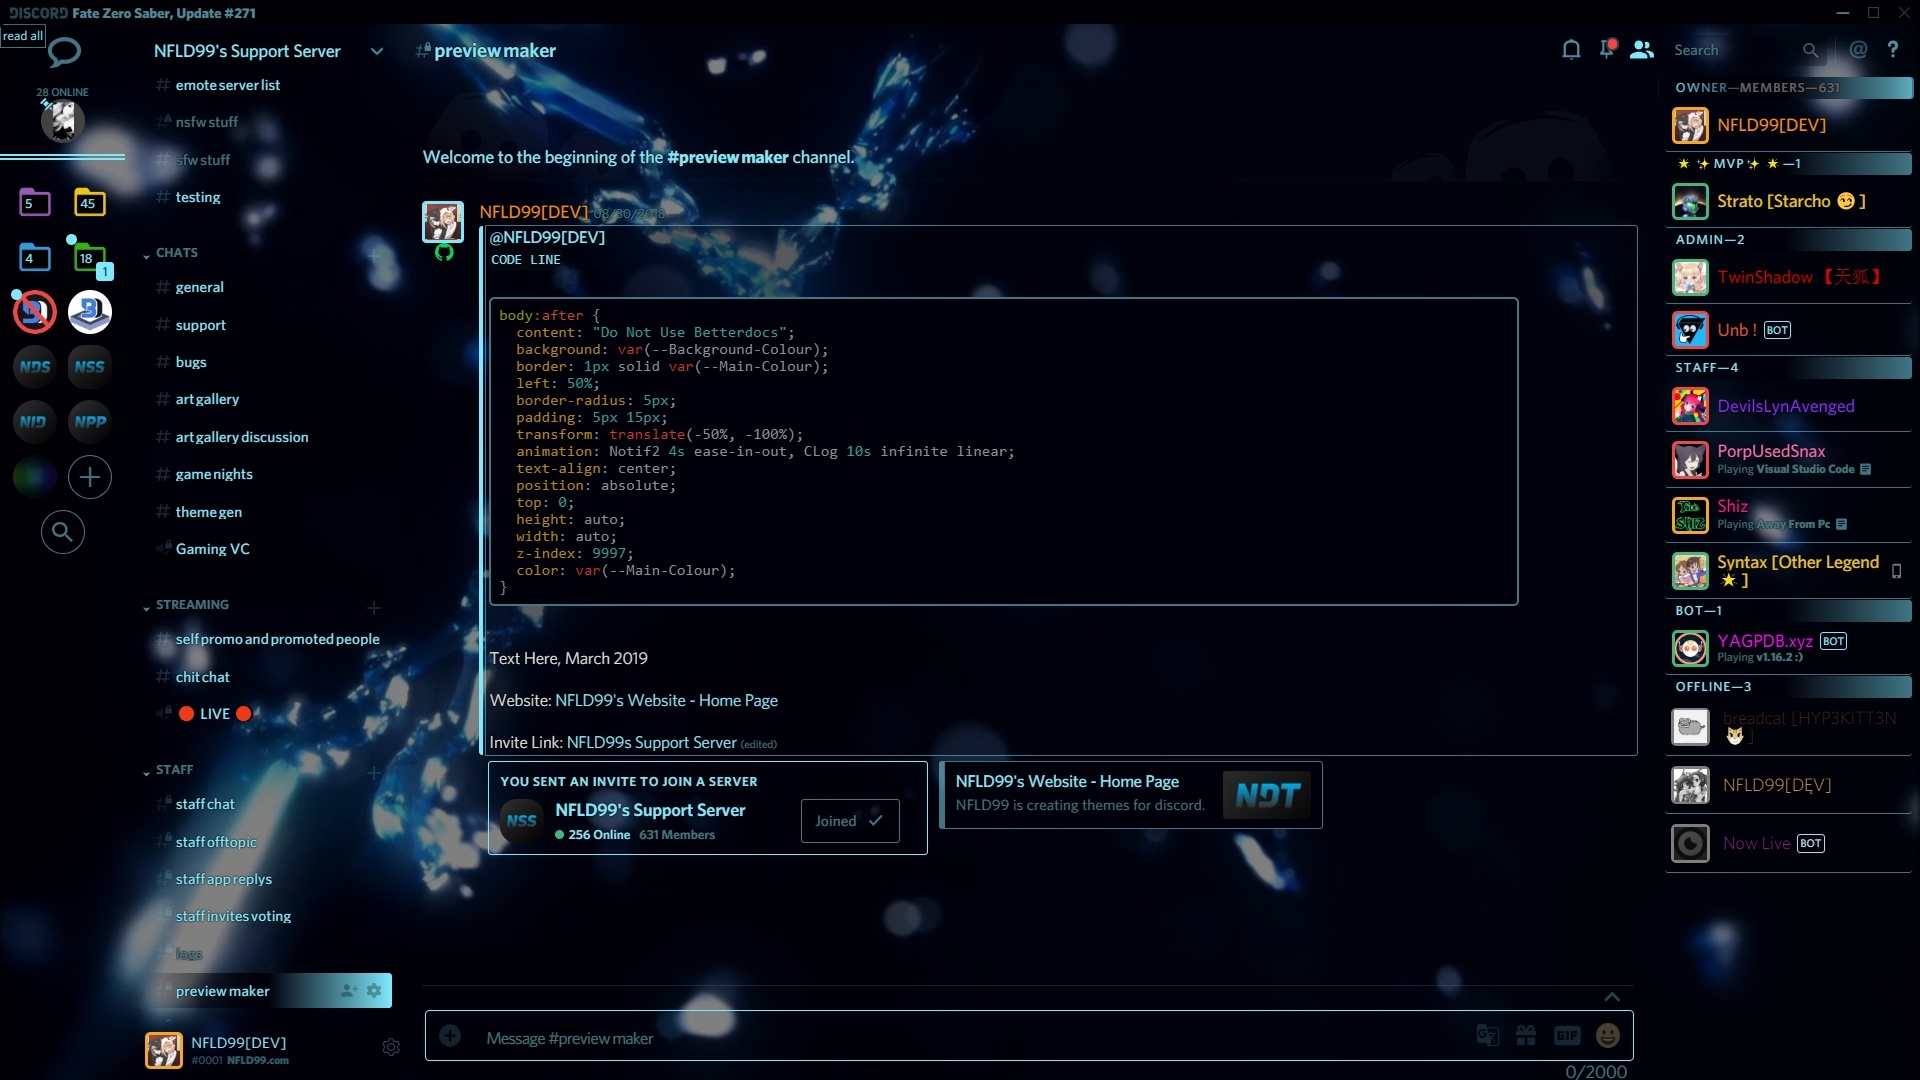 DISCORD Fate Zero Saber, Update #271
read all
28 ONLINE
5
45
4
18
1
NDS
NSS
NID
NPP
NFLD99's Support Server
emote server list
nsfw stuff
sfw stuff
testing
CHATS
general
support
bugs
art gallery
art gallery discussion
game nights
theme gen
Gaming VC
STREAMING
self promo and promoted people
chit chat
🔴 LIVE 🔴
STAFF
staff chat
staff offtopic
staff app replys
staff invites voting
logs
preview maker
NFLD99[DEV]
#0001 NFLD99.com
preview maker
Search
Welcome to the beginning of the #preview maker channel.
NFLD99[DEV] 08/30/2018
@NFLD99[DEV]
CODE LINE
body:after {
content: "Do Not Use Betterdocs";
background: var(--Background-Colour);
border: 1px solid var(--Main-Colour);
left: 50%;
border-radius: 5px;
padding: 5px 15px;
transform: translate(-50%, -100%);
animation: Notif2 4s ease-in-out, CLog 10s infinite linear;
text-align: center;
position: absolute;
top: 0;
height: auto;
width: auto;
z-index: 9997;
color: var(--Main-Colour);
}
Text Here, March 2019
Website: NFLD99's Website - Home Page
Invite Link: NFLD99s Support Server (edited)
YOU SENT AN INVITE TO JOIN A SERVER
NSS
NFLD99's Support Server
256 Online 631 Members
Joined
NFLD99's Website - Home Page
NFLD99 is creating themes for discord.
NDT
Message #preview maker
GIF
0/2000
OWNER—MEMBERS—631
NFLD99[DEV]
⭐ ✨ MVP ✨ ⭐ —1
Strato [Starcho 😏 ]
ADMIN—2
TwinShadow 【天狐】
Unb ! BOT
STAFF—4
DevilsLynAvenged
PorpUsedSnax
Playing Visual Studio Code
Shiz
Playing Away From Pc
The SHIZ
Syntax [Other Legend
⭐ ]
BOT—1
YAGPDB.xyz BOT
Playing v1.16.2 :)
OFFLINE—3
breadcat [HYP3KITT3N
🐱 ]
NFLD99[DEV]
Now Live BOT